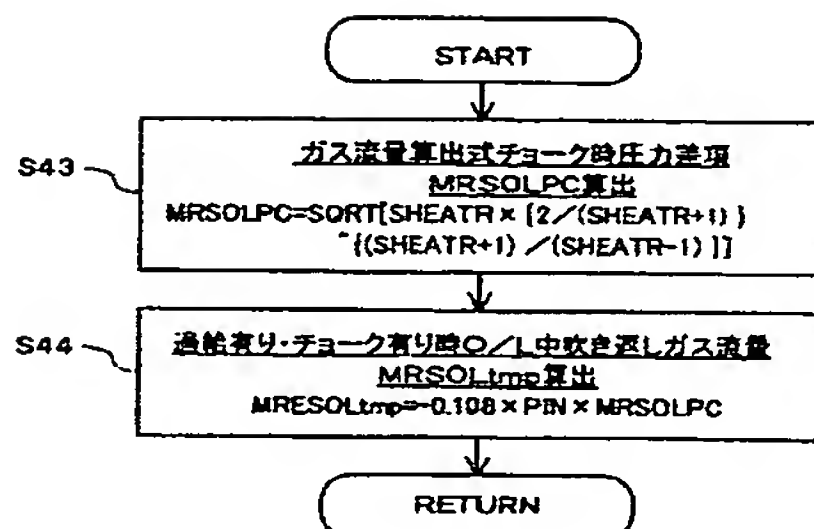 START
S43
ガス流量算出式チョーク時圧力差項
MRSOLPC算出
MRSOLPC=SORT[SHEATR×{2/(SHEATR+1)}
^{(SHEATR+1)/(SHEATR-1)}]
S44
過給有り・チョーク有り時O/L中吹き返しガス流量
MRSOLtmp算出
MRESOLtmp=-0.108×PIN×MRSOLPC
RETURN